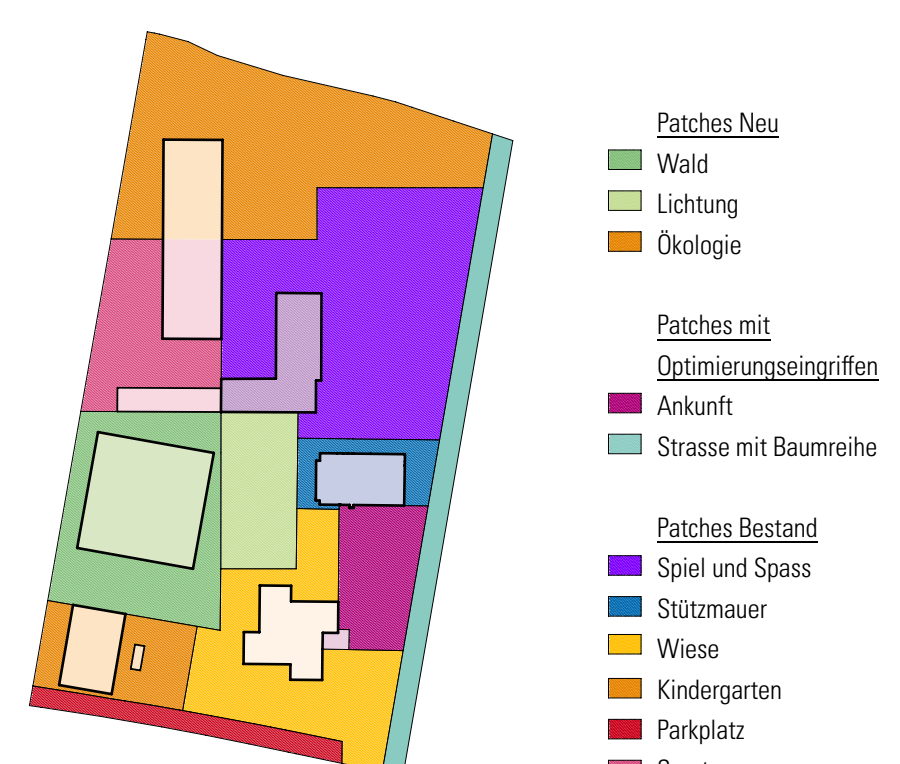 Patches Neu
Wald
Lichtung
Ökologie
Patches mit
Optimierungseingriffen
Ankunft
Strasse mit Baumreihe
Patches Bestand
Spiel und Spass
Stützmauer
Wiese
Kindergarten
Parkplatz